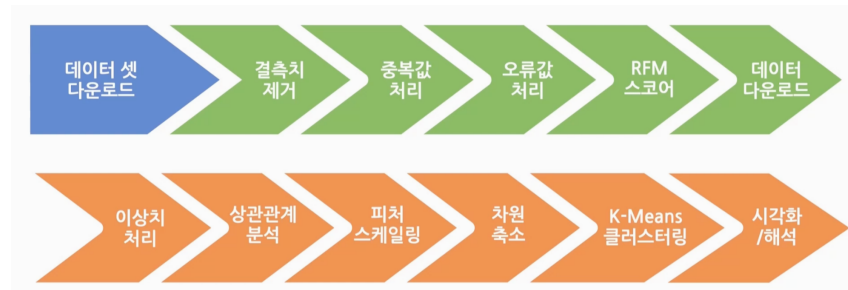 데이터 셋
다운로드
결측치
제거
중복값
처리
오류값
처리
RFM
스코어
데이터
다운로드
이상치
처리
상관관계
분석
피처
스케일링
차원
축소
K-Means
클러스터링
시각화
/해석